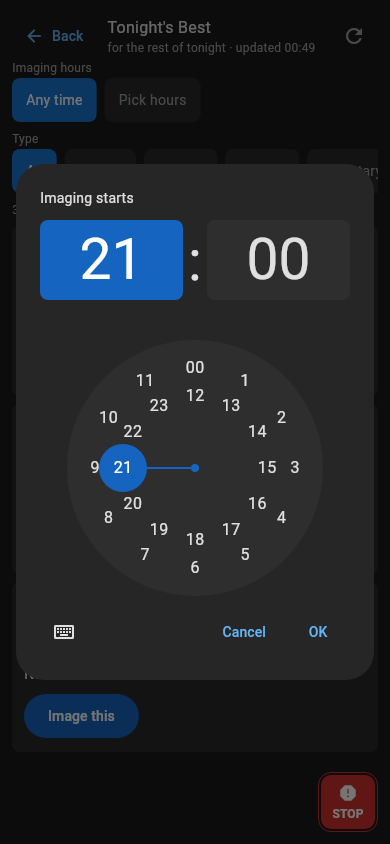 Back
Tonight's Best
for the rest of tonight · updated 00:49
Imaging hours
Any time
Pick hours
Type
Imaging starts
21 : 00
00
11
1
12
10
23
13
2
22
14
9
21
15
3
20
16
8
4
19
17
18
7
5
6
Cancel
OK
Image this
STOP